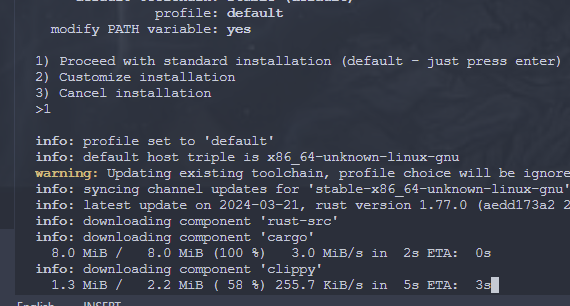 profile: default
modify PATH variable: yes
1) Proceed with standard installation (default - just press enter)
2) Customize installation
3) Cancel installation
>1
info: profile set to 'default'
info: default host triple is x86_64-unknown-linux-gnu
warning: Updating existing toolchain, profile choice will be ignore
info: syncing channel updates for 'stable-x86_64-unknown-linux-gnu'
info: latest update on 2024-03-21, rust version 1.77.0 (aedd173a2 2
info: downloading component 'rust-src'
info: downloading component 'cargo'
8.0 MiB / 8.0 MiB (100 %) 3.0 MiB/s in 2s ETA: 0s
info: downloading component 'clippy'
1.3 MiB / 2.2 MiB ( 58 %) 255.7 KiB/s in 5s ETA: 3s
English INSERT